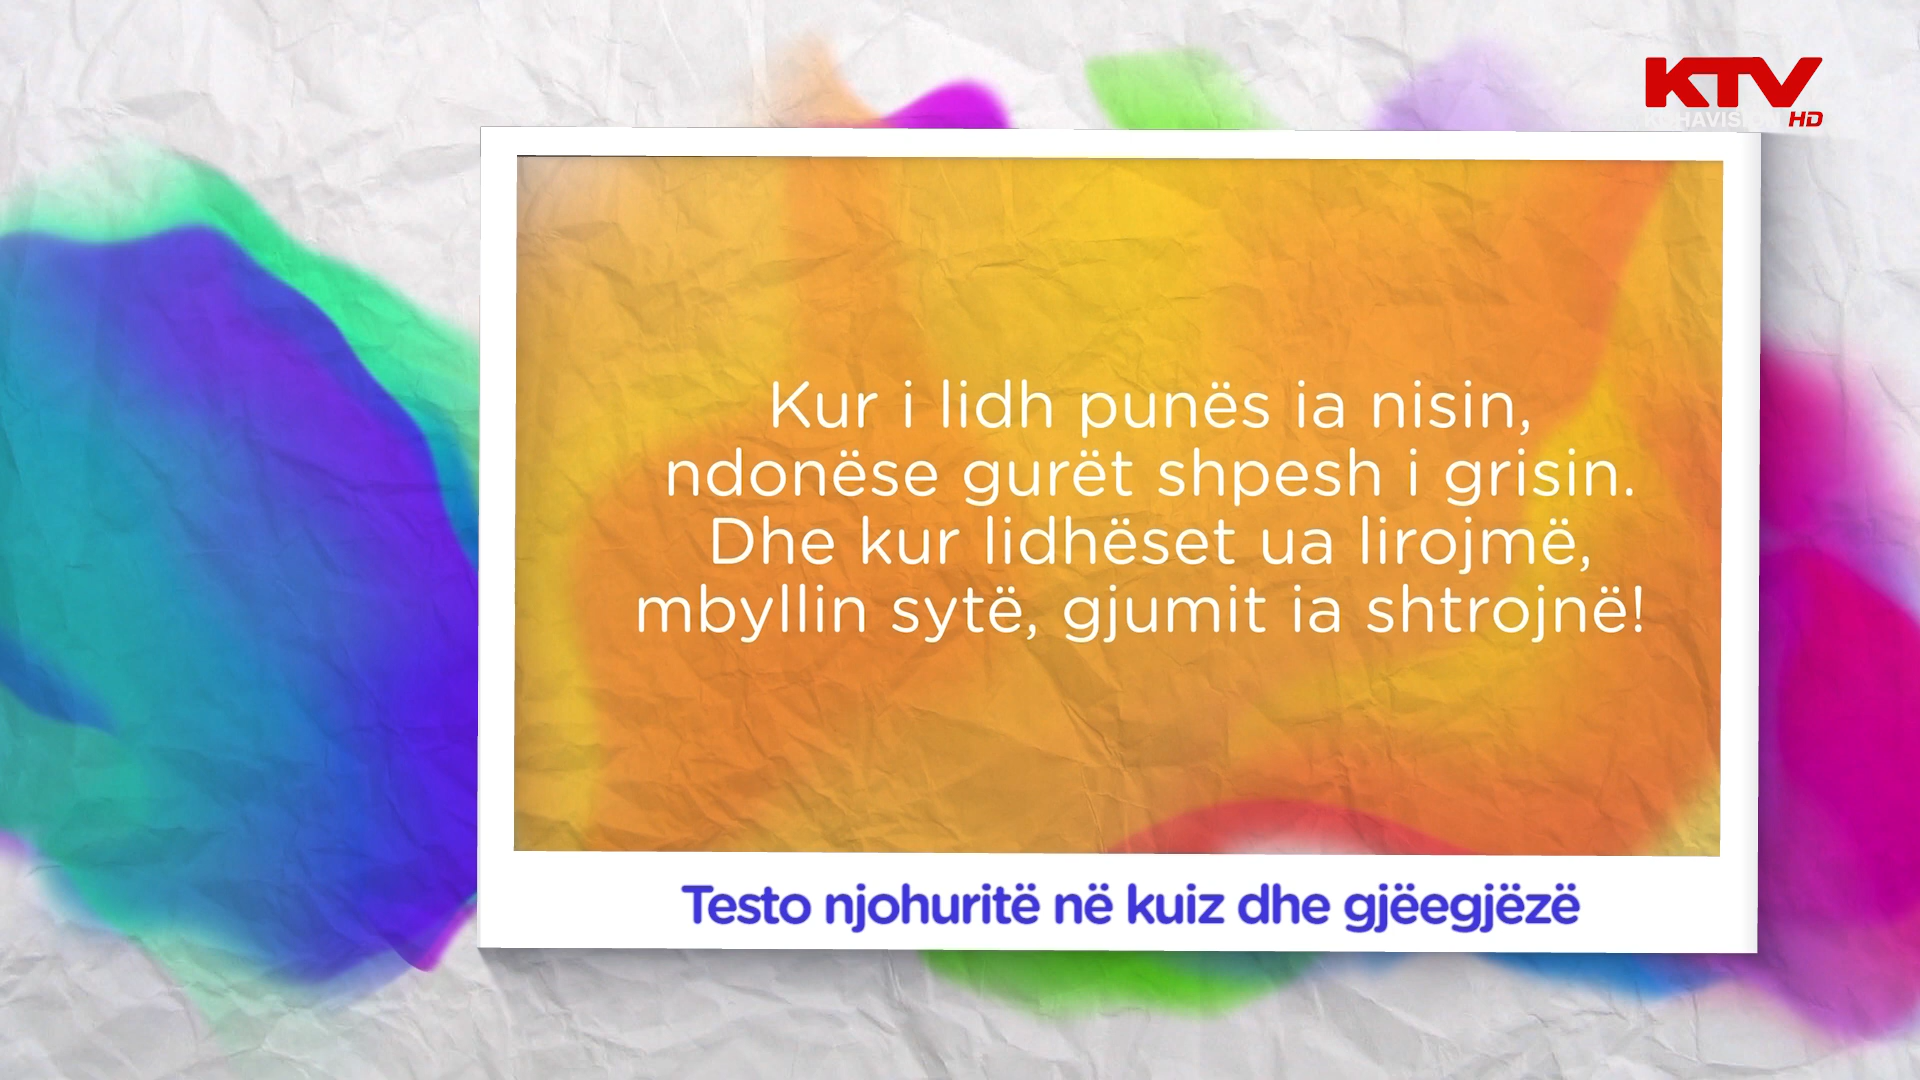 KTV
KOHAVISION HD
Kur i lidh punës ia nisin,
ndonëse gurët shpesh i grisin.
Dhe kur lidhëset ua lirojmë,
mbyllin sytë, gjumit ia shtrojnë!
Testo njohuritë në kuiz dhe gjëegjëzë